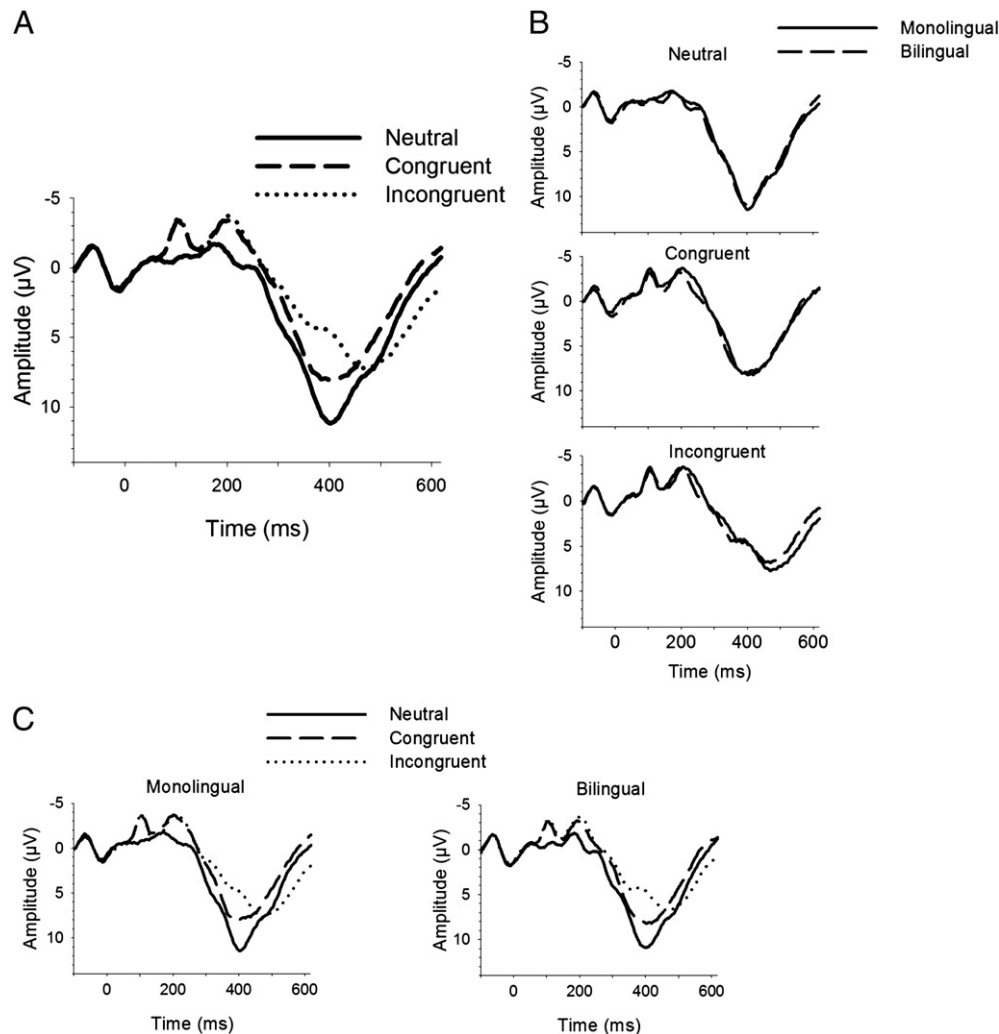 A
Neutral
Congruent
Incongruent
-5
0
5
10
Amplitude (µV)
0 200 400 600
Time (ms)
B
Monolingual
Bilingual
Neutral
-5
0
5
10
Amplitude (µV)
Congruent
-5
0
5
10
Amplitude (µV)
Incongruent
-5
0
5
10
Amplitude (µV)
0 200 400 600
Time (ms)
C
Neutral
Congruent
Incongruent
Monolingual
-5
0
5
10
Amplitude (µV)
0 200 400 600
Time (ms)
Bilingual
-5
0
5
10
Amplitude (µV)
0 200 400 600
Time (ms)